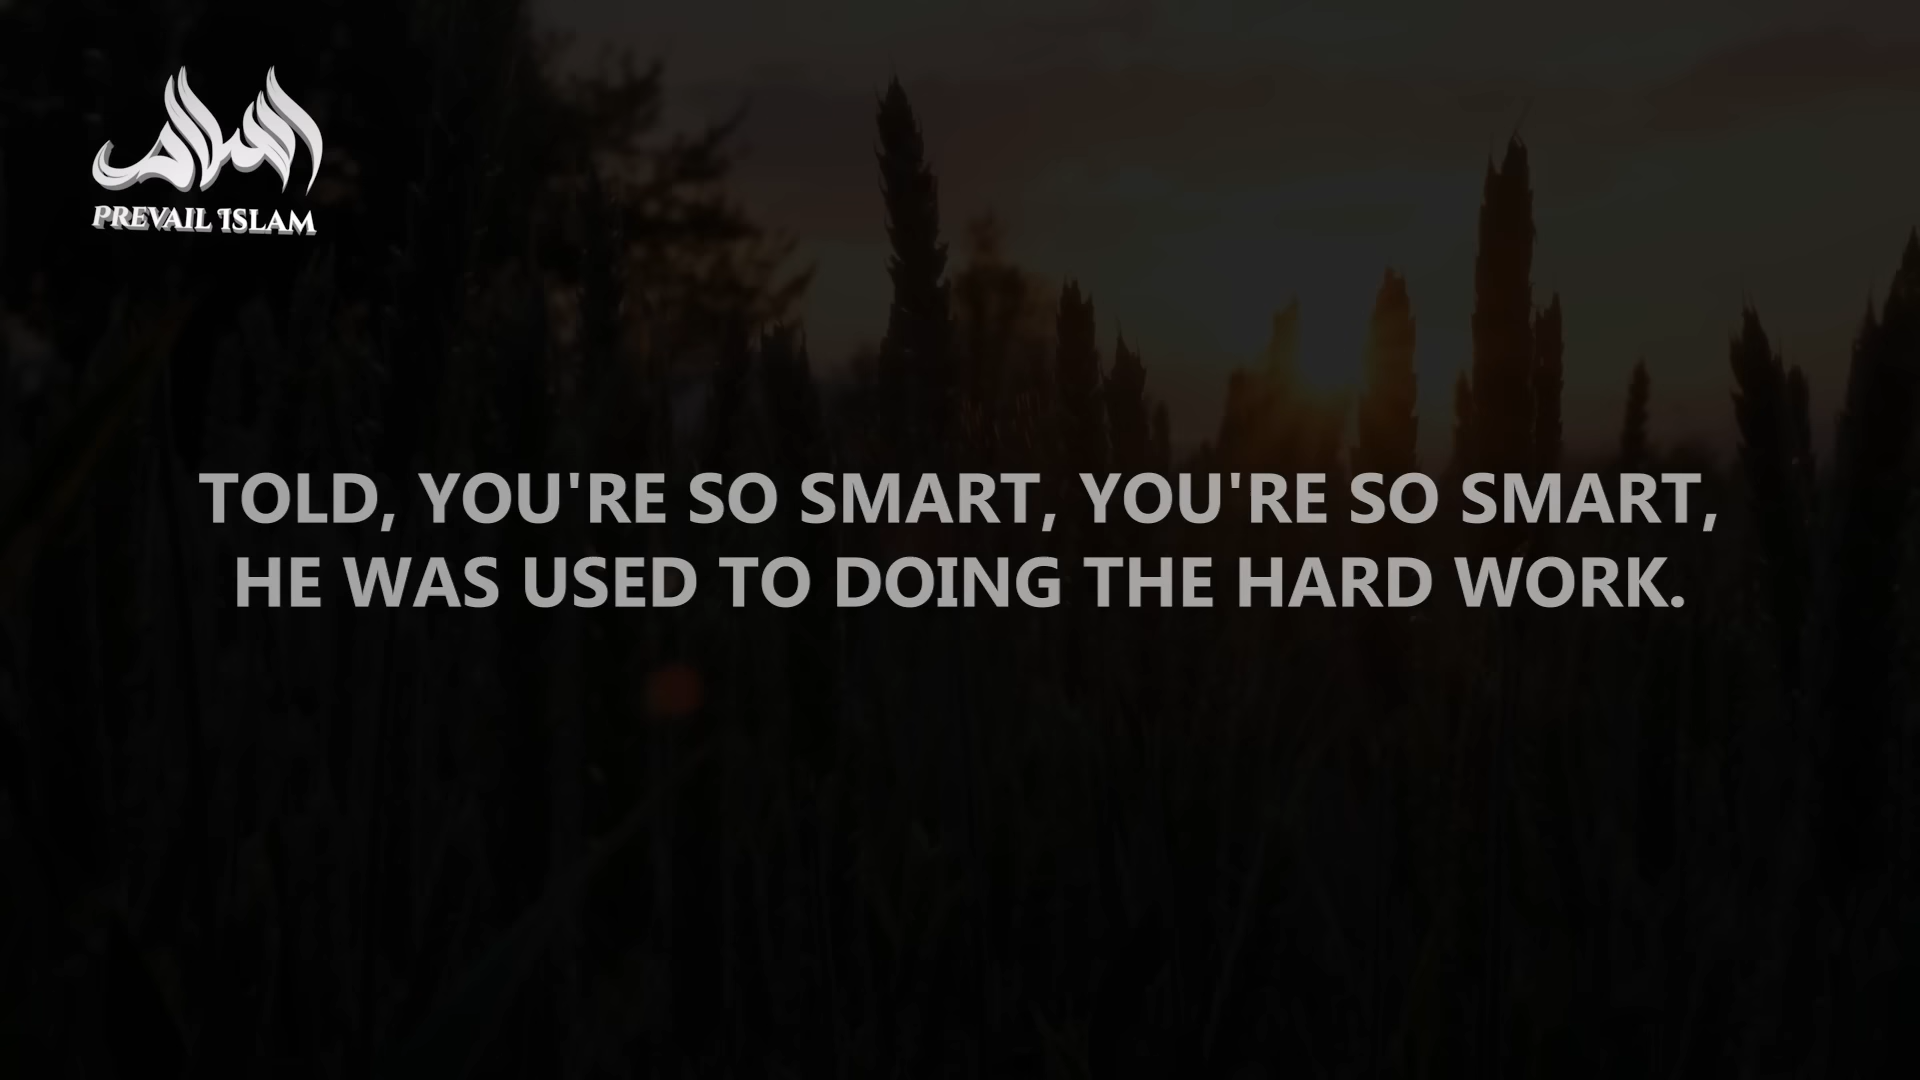 السلام
PREVAIL ISLAM
TOLD, YOU'RE SO SMART, YOU'RE SO SMART,
HE WAS USED TO DOING THE HARD WORK.